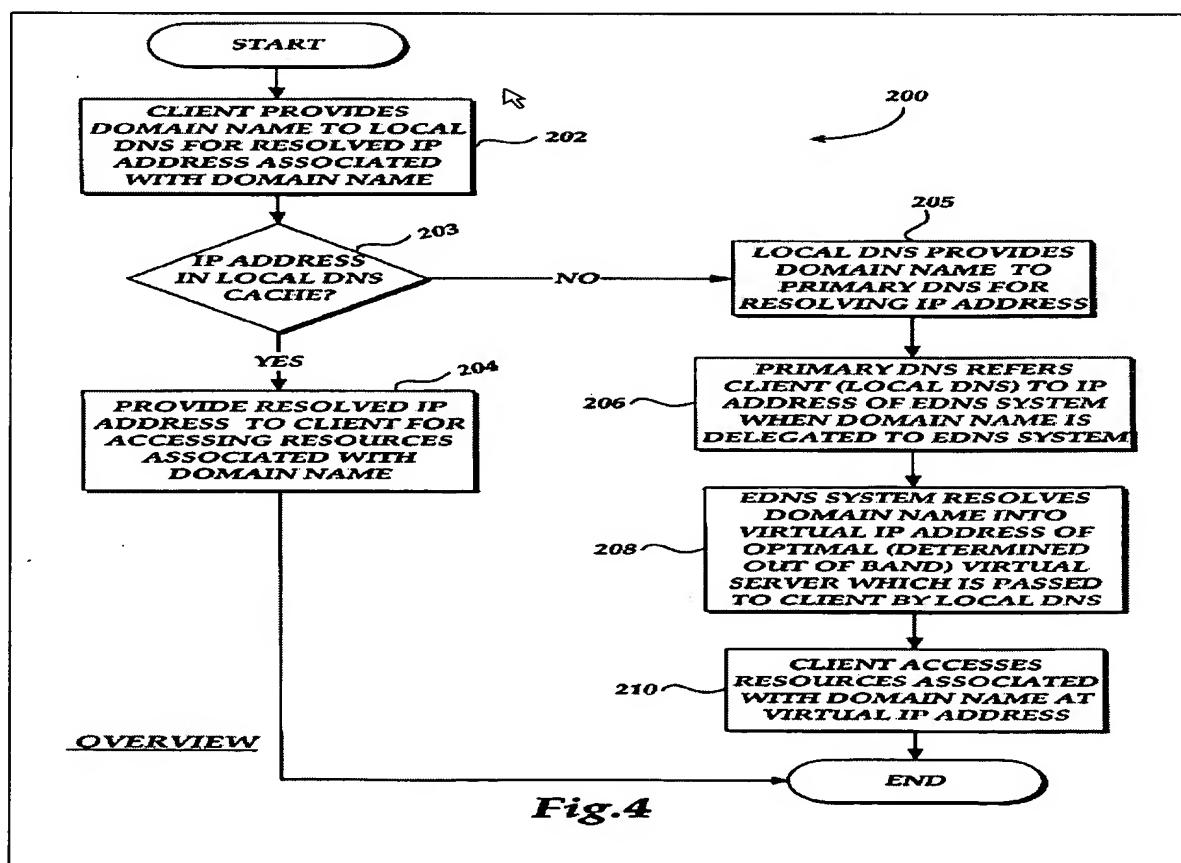 START
CLIENT PROVIDES
DOMAIN NAME TO LOCAL
DNS FOR RESOLVED IP
ADDRESS ASSOCIATED
WITH DOMAIN NAME
202
200
203
IP ADDRESS
IN LOCAL DNS
CACHE?
NO
YES
204
PROVIDE RESOLVED IP
ADDRESS TO CLIENT FOR
ACCESSING RESOURCES
ASSOCIATED WITH
DOMAIN NAME
205
LOCAL DNS PROVIDES
DOMAIN NAME TO
PRIMARY DNS FOR
RESOLVING IP ADDRESS
206
PRIMARY DNS REFERS
CLIENT (LOCAL DNS) TO IP
ADDRESS OF EDNS SYSTEM
WHEN DOMAIN NAME IS
DELEGATED TO EDNS SYSTEM
208
EDNS SYSTEM RESOLVES
DOMAIN NAME INTO
VIRTUAL IP ADDRESS OF
OPTIMAL (DETERMINED
OUT OF BAND) VIRTUAL
SERVER WHICH IS PASSED
TO CLIENT BY LOCAL DNS
210
CLIENT ACCESSES
RESOURCES ASSOCIATED
WITH DOMAIN NAME AT
VIRTUAL IP ADDRESS
OVERVIEW
END
Fig.4